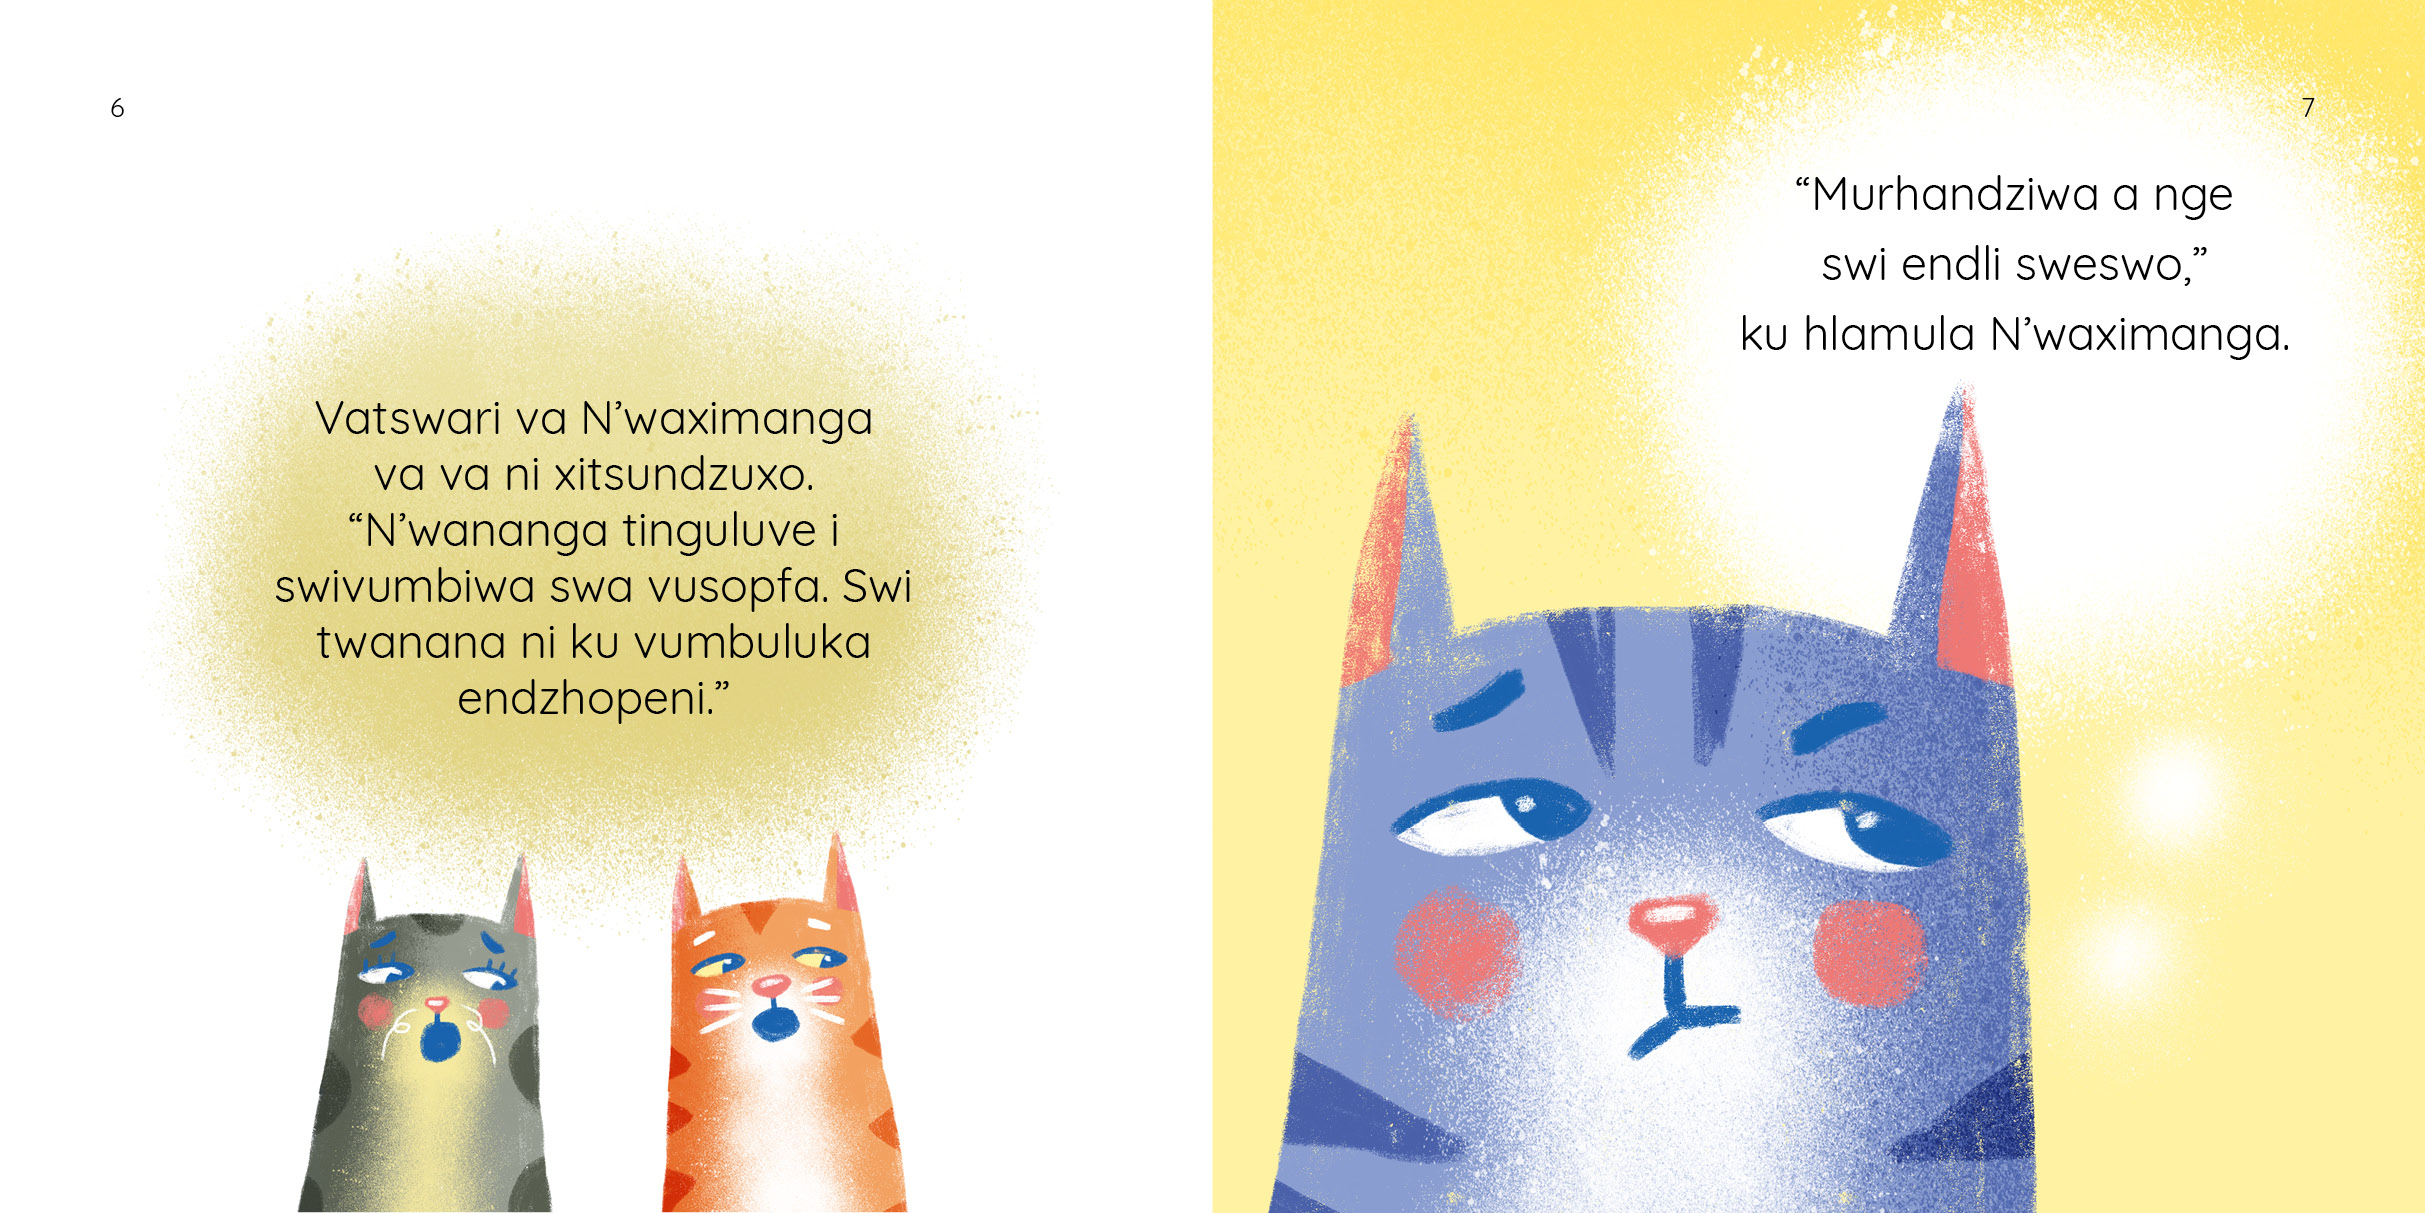 6
Vatswari va N’waximanga
va va ni xitsundzuxo.
“N’wananga tinguluve i
swivumbiwa swa vusopfa. Swi
twanana ni ku vumbuluka
endzhopeni.”
7
“Murhandziwa a nge
swi endli sweswo,”
ku hlamula N’waximanga.